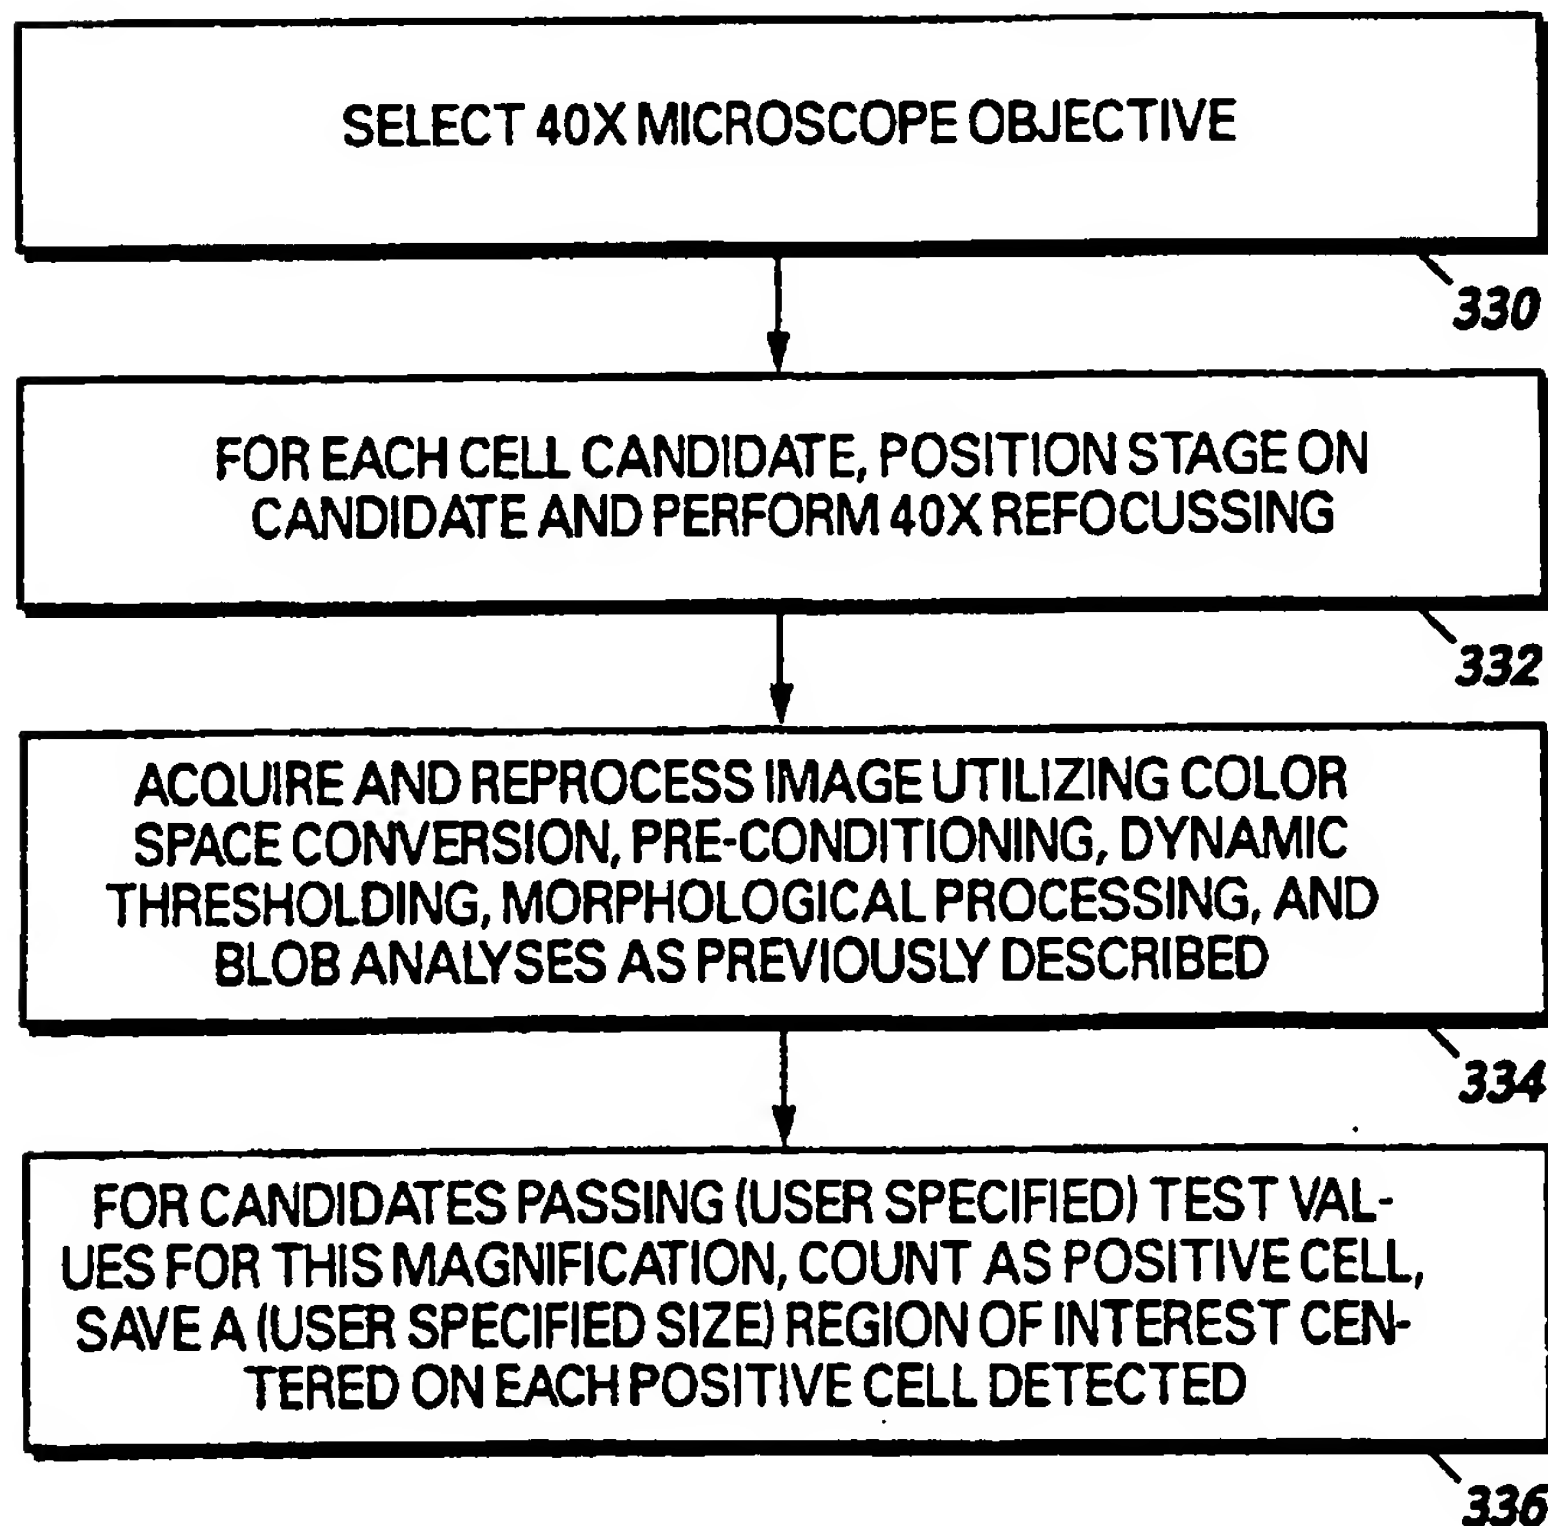 SELECT 40X MICROSCOPE OBJECTIVE
330
FOR EACH CELL CANDIDATE, POSITION STAGE ON
CANDIDATE AND PERFORM 40X REFOCUSSING
332
ACQUIRE AND REPROCESS IMAGE UTILIZING COLOR
SPACE CONVERSION, PRE-CONDITIONING, DYNAMIC
THRESHOLDING, MORPHOLOGICAL PROCESSING, AND
BLOB ANALYSES AS PREVIOUSLY DESCRIBED
334
FOR CANDIDATES PASSING (USER SPECIFIED) TEST VAL-
UES FOR THIS MAGNIFICATION, COUNT AS POSITIVE CELL,
SAVE A (USER SPECIFIED SIZE) REGION OF INTEREST CEN-
TERED ON EACH POSITIVE CELL DETECTED
336